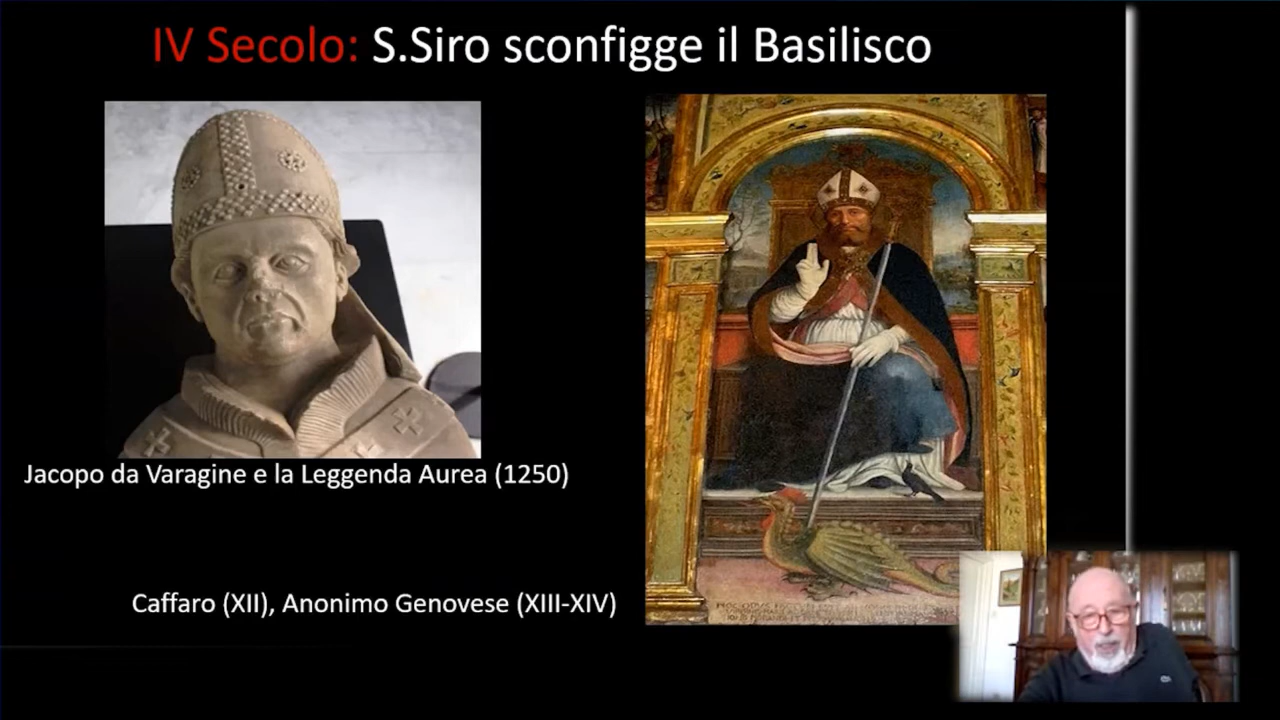 IV Secolo: S.Siro sconfigge il Basilisco
Jacopo da Varagine e la Leggenda Aurea (1250)
Caffaro (XII), Anonimo Genovese (XIII-XIV)